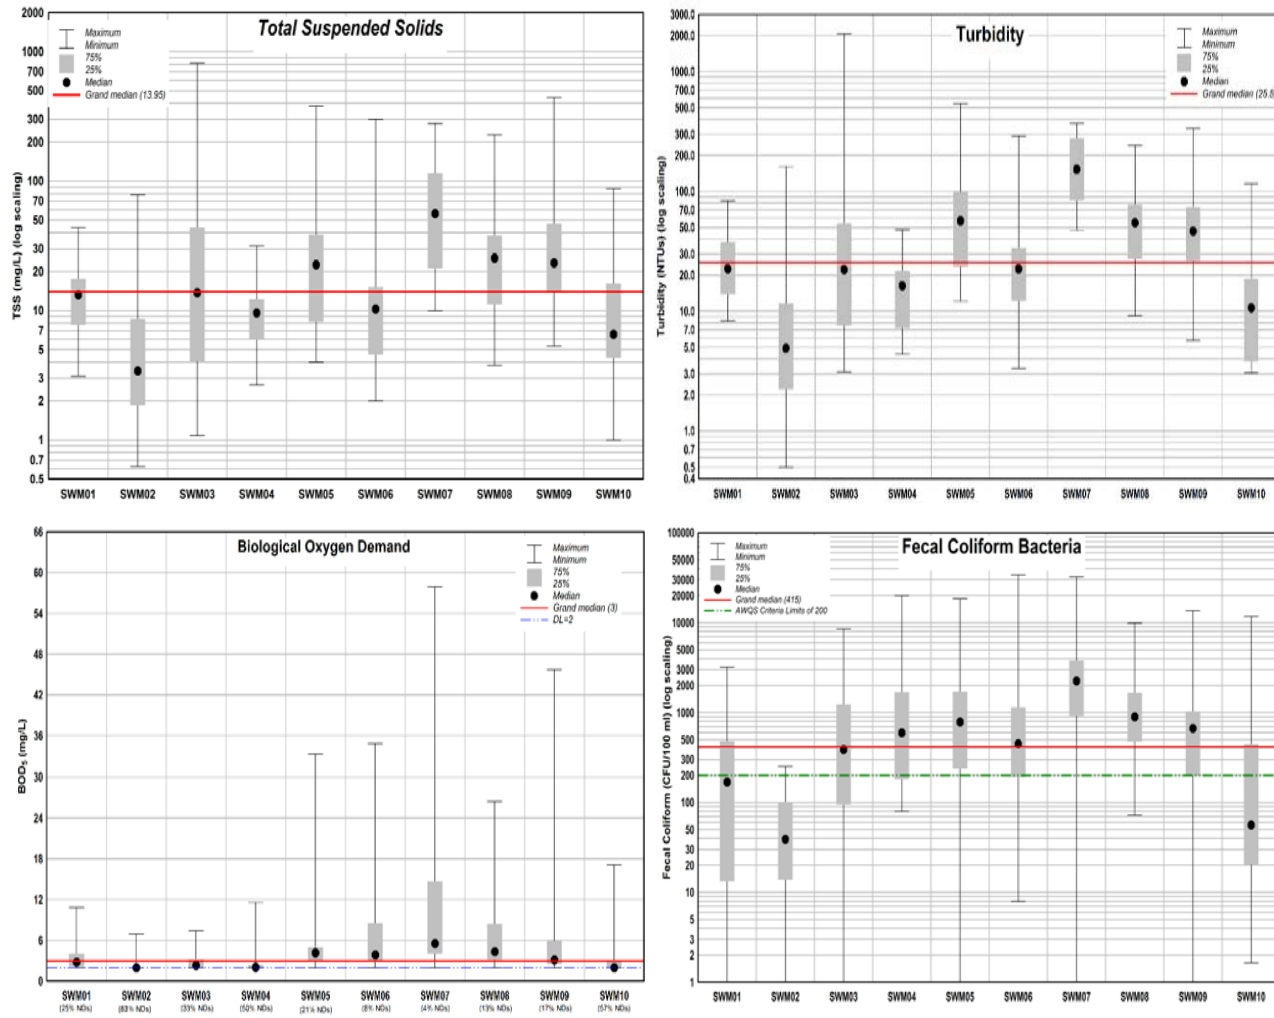 Total Suspended Solids
Maximum
Minimum
75%
25%
Median
Grand median (13.95)
TSS (mg/L) (log scaling)
2000
1000
700
500
300
200
100
70
50
30
20
10
7
5
3
2
1
0.7
0.5
SWM01 SWM02 SWM03 SWM04 SWM05 SWM06 SWM07 SWM08 SWM09 SWM10
Turbidity
Maximum
Minimum
75%
25%
Median
Grand median (25.8
Turbidity (NTUs) (log scaling)
3000.0
2000.0
1000.0
700.0
500.0
300.0
200.0
100.0
70.0
50.0
30.0
20.0
10.0
7.0
5.0
3.0
2.0
1.0
0.7
0.5
0.4
SWM01 SWM02 SWM03 SWM04 SWM05 SWM06 SWM07 SWM08 SWM09 SWM10
Biological Oxygen Demand
Maximum
Minimum
75%
25%
Median
Grand median (3)
DL=2
BOD₅ (mg/L)
66
60
54
48
42
36
30
24
18
12
6
0
SWM01 SWM02 SWM03 SWM04 SWM05 SWM06 SWM07 SWM08 SWM09 SWM10
(25% NDs) (83% NDs) (33% NDs) (50% NDs) (21% NDs) (8% NDs) (4% NDs) (13% NDs) (17% NDs) (57% NDs)
Fecal Coliform Bacteria
Maximum
Minimum
75%
25%
Median
Grand median (415)
AWQS Criteria Limits of 200
Fecal Coliform (CFU/100 ml) (log scaling)
100000
50000
30000
20000
10000
5000
3000
2000
1000
500
300
200
100
50
30
20
10
5
3
2
1
SWM01 SWM02 SWM03 SWM04 SWM05 SWM06 SWM07 SWM08 SWM09 SWM10